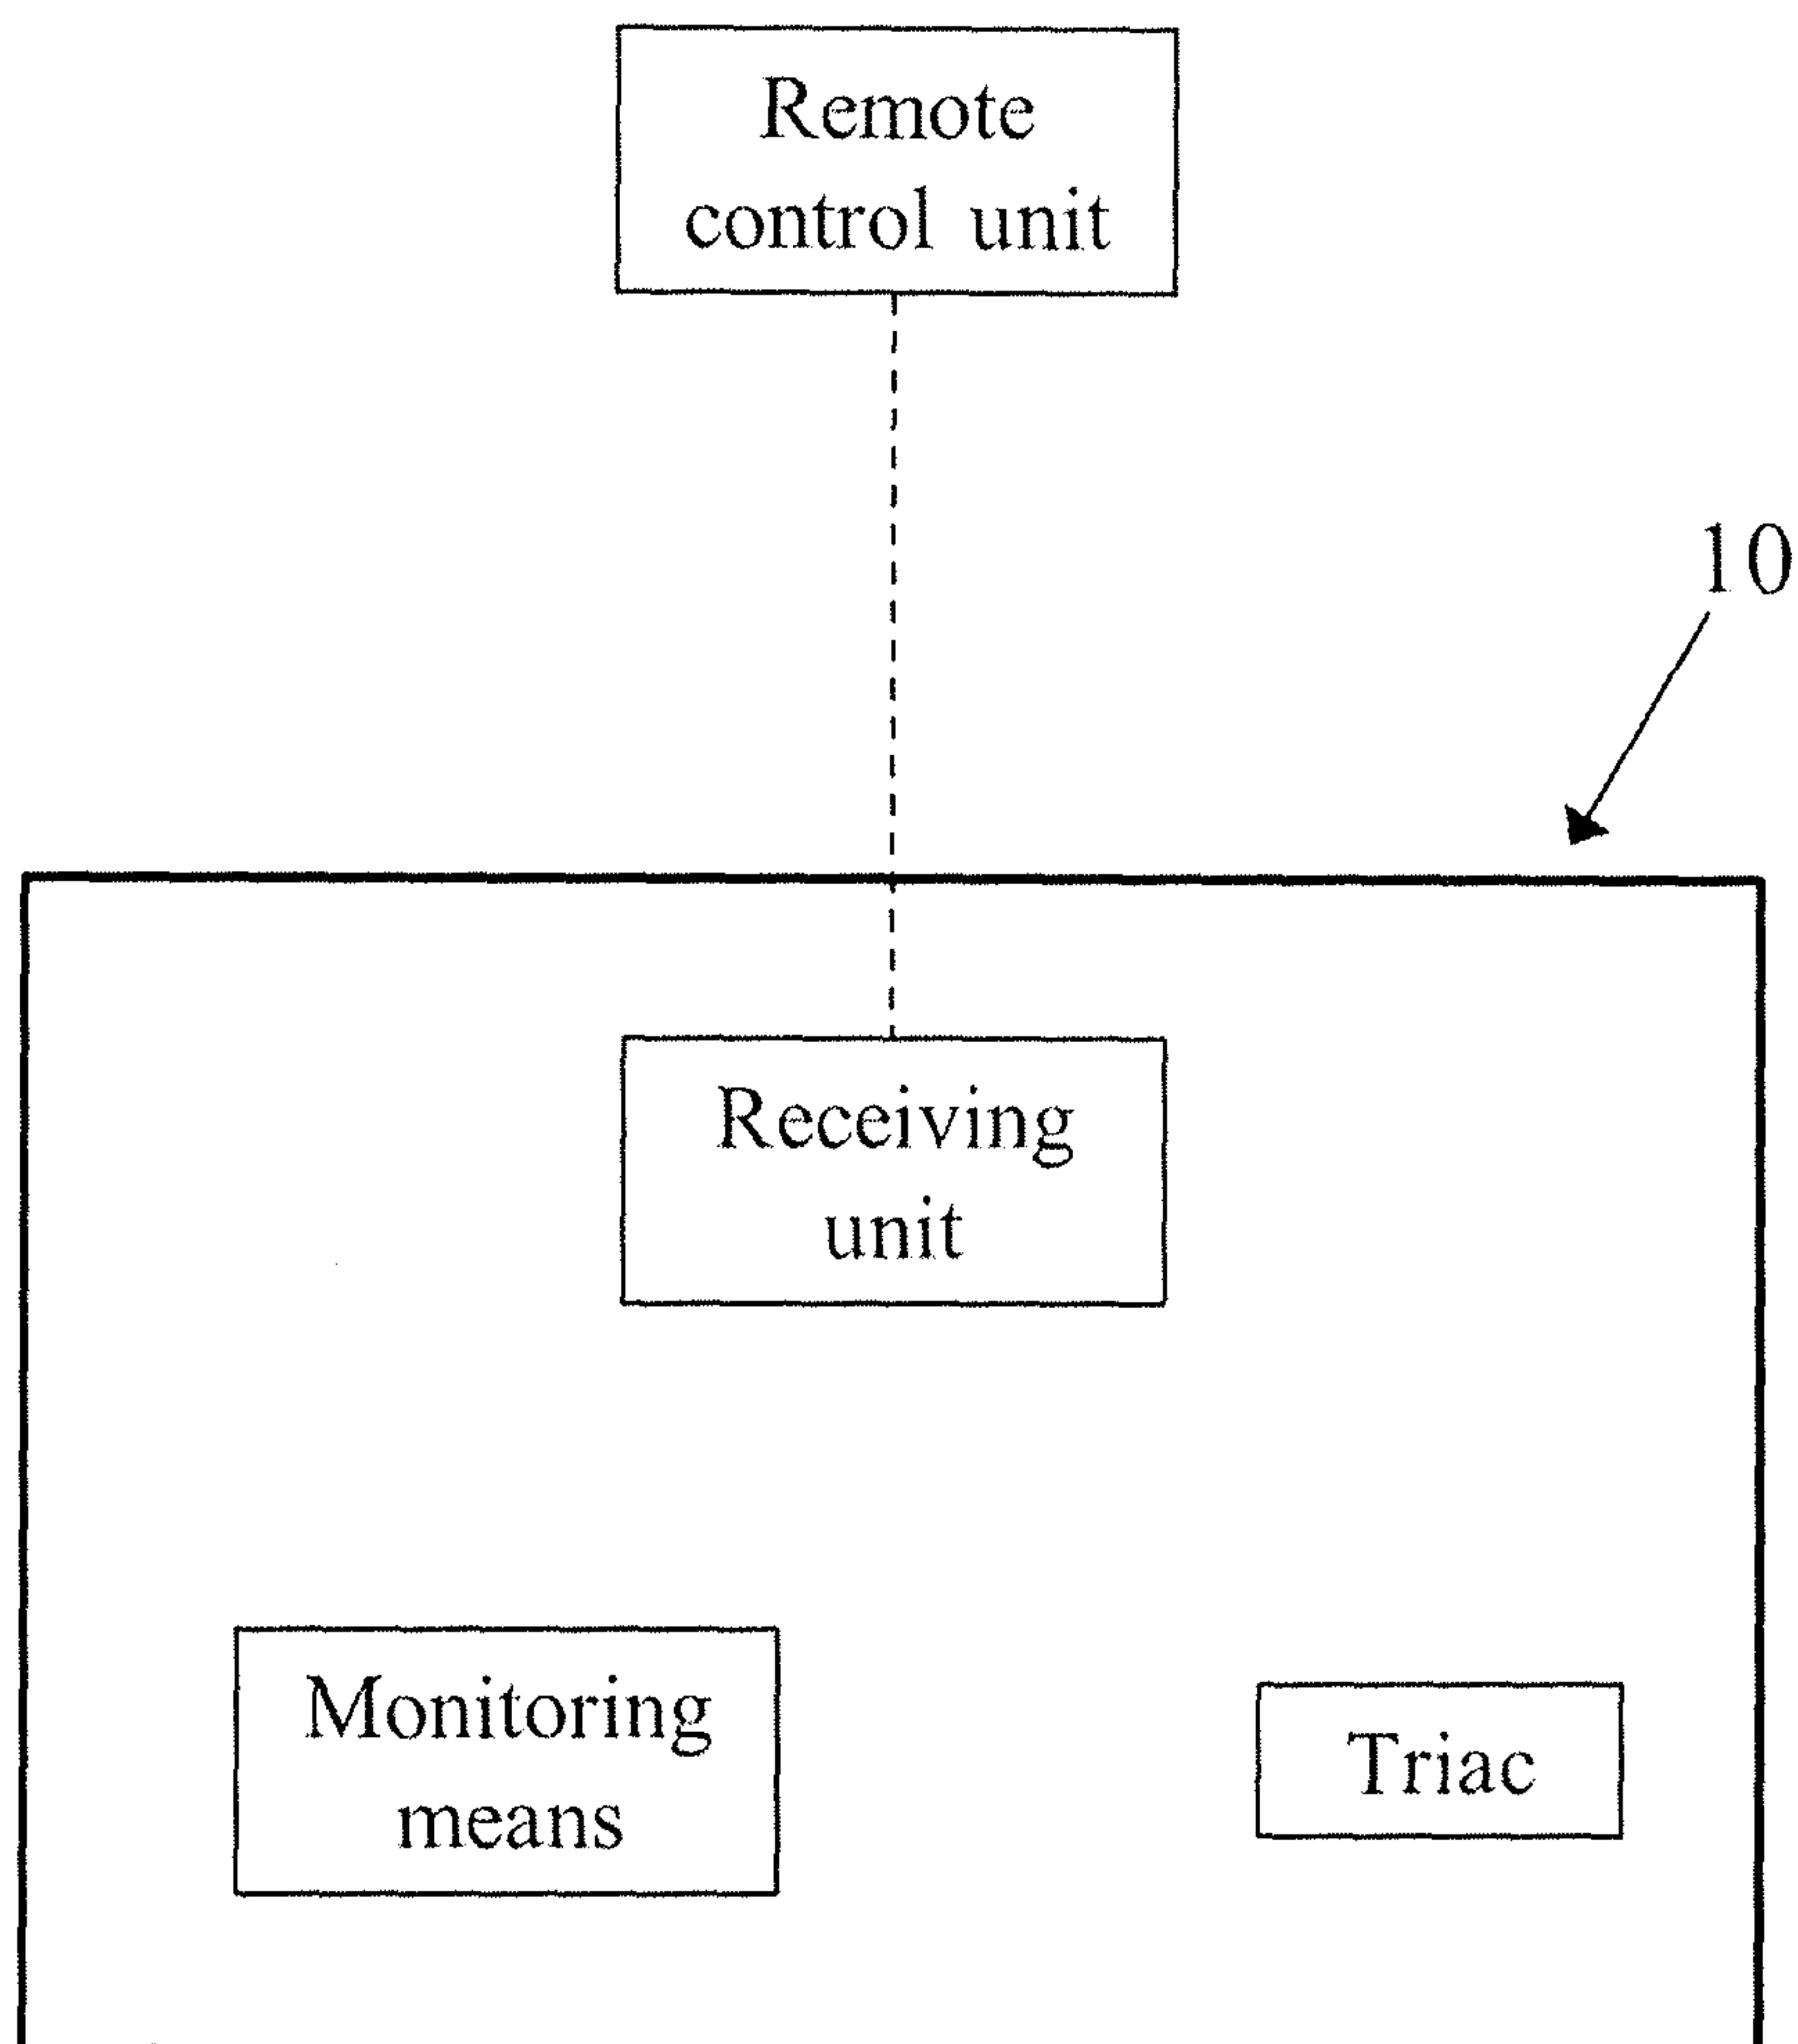 Remote
control unit
10
Receiving
unit
Monitoring
means
Triac